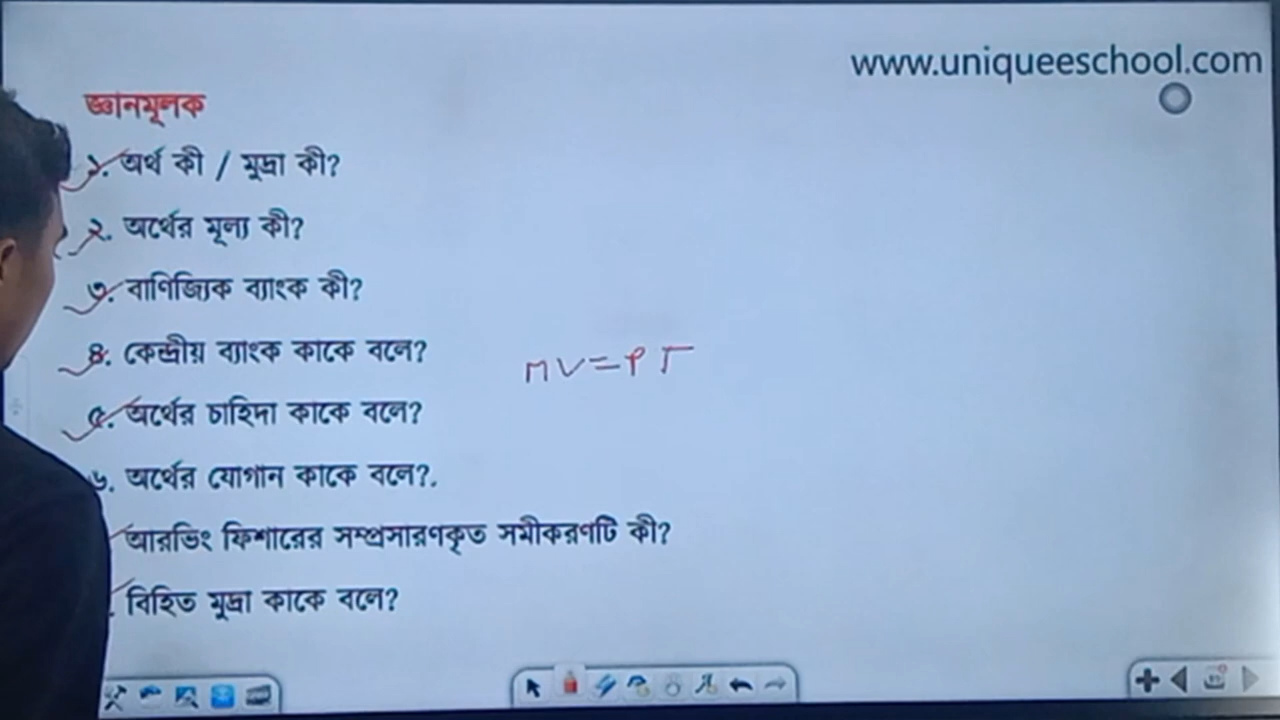 www.uniqueeschool.com
জ্ঞানমূলক
১. অর্থ কী / মুদ্রা কী?
২. অর্থের মূল্য কী?
৩. বাণিজ্যিক ব্যাংক কী?
৪. কেন্দ্রীয় ব্যাংক কাকে বলে?
MV=PT
৫. অর্থের চাহিদা কাকে বলে?
৬. অর্থের যোগান কাকে বলে?.
আরভিং ফিশারের সম্প্রসারণকৃত সমীকরণটি কী?
. বিহিত মুদ্রা কাকে বলে?